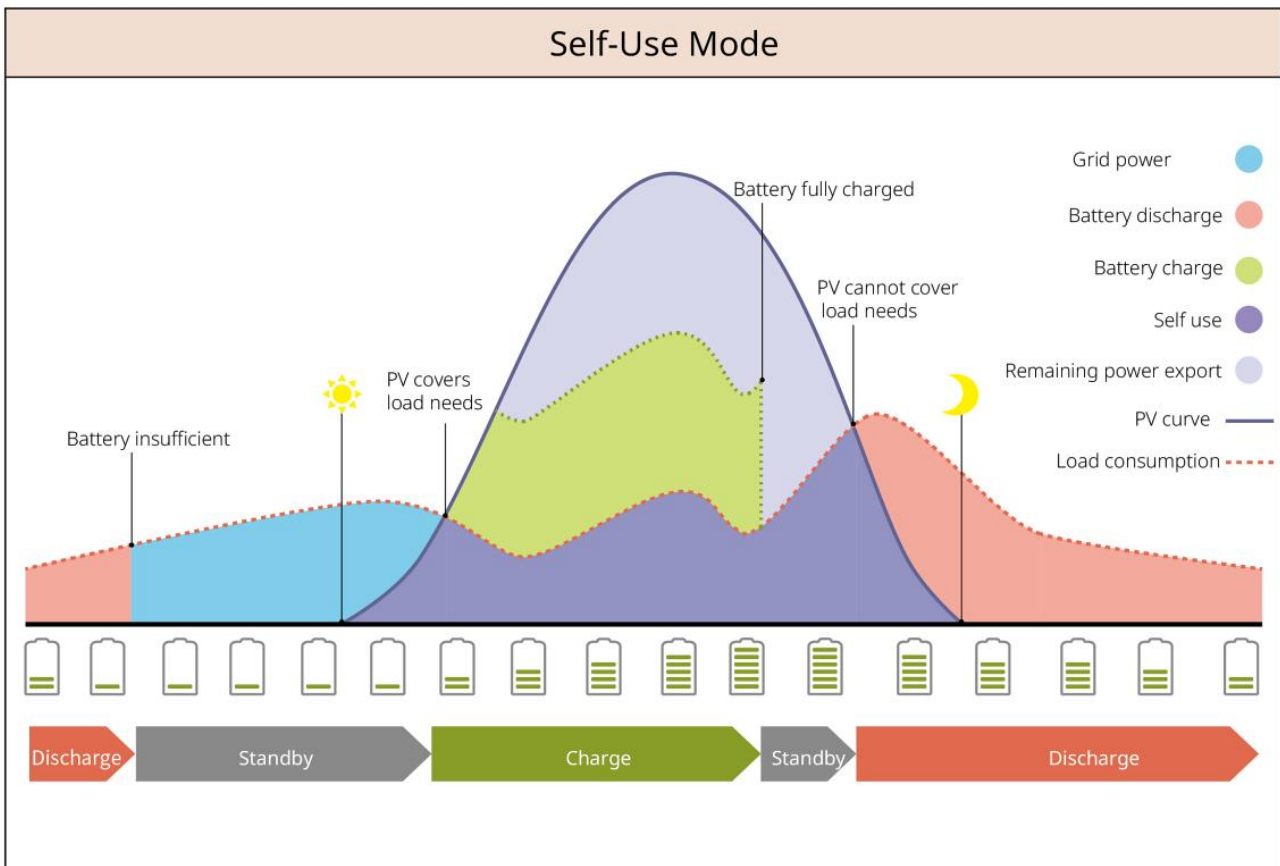 Self-Use Mode
Grid power
Battery discharge
Battery charge
Self use
Remaining power export
PV curve
Load consumption
Battery fully charged
PV cannot cover
load needs
PV covers
load needs
Battery insufficient
Discharge
Standby
Charge
Standby
Discharge